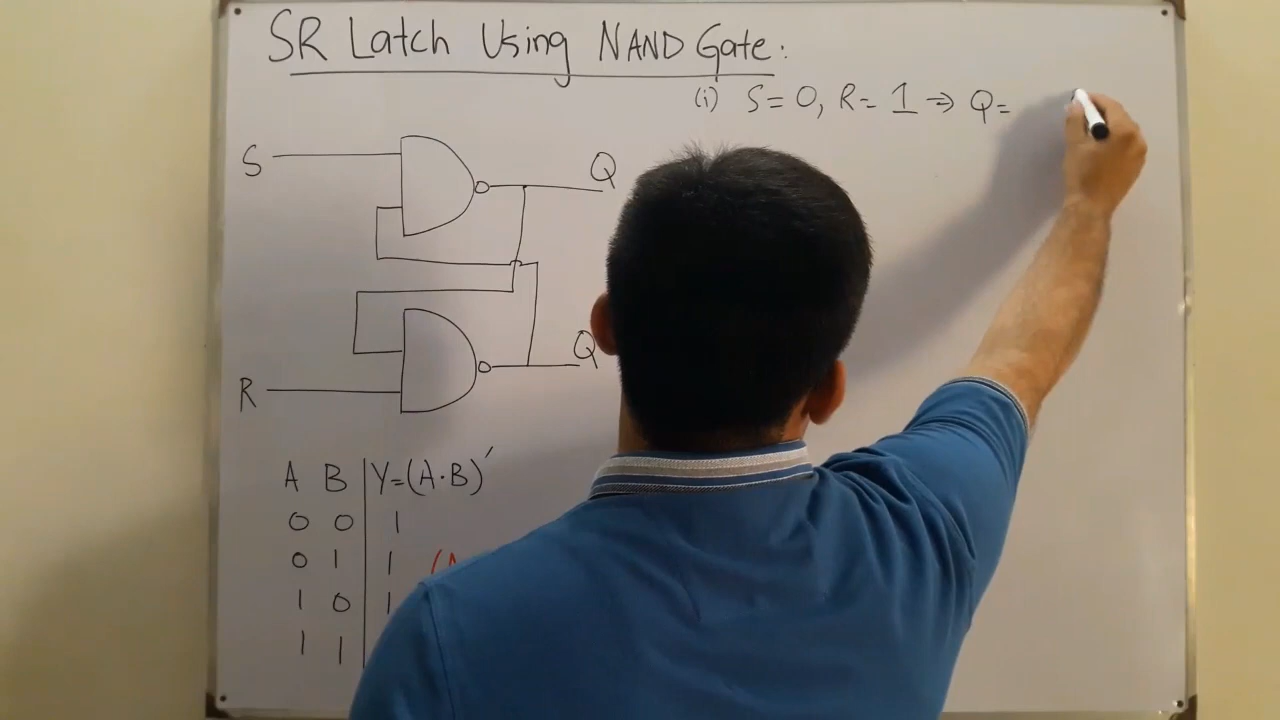 SR Latch Using NAND Gate:
(i) S=0, R=1 ⇒ Q=
S
Q
Q
R
A B Y=(A·B)'
0 0 1
0 1 1 (
1 0 1
1 1